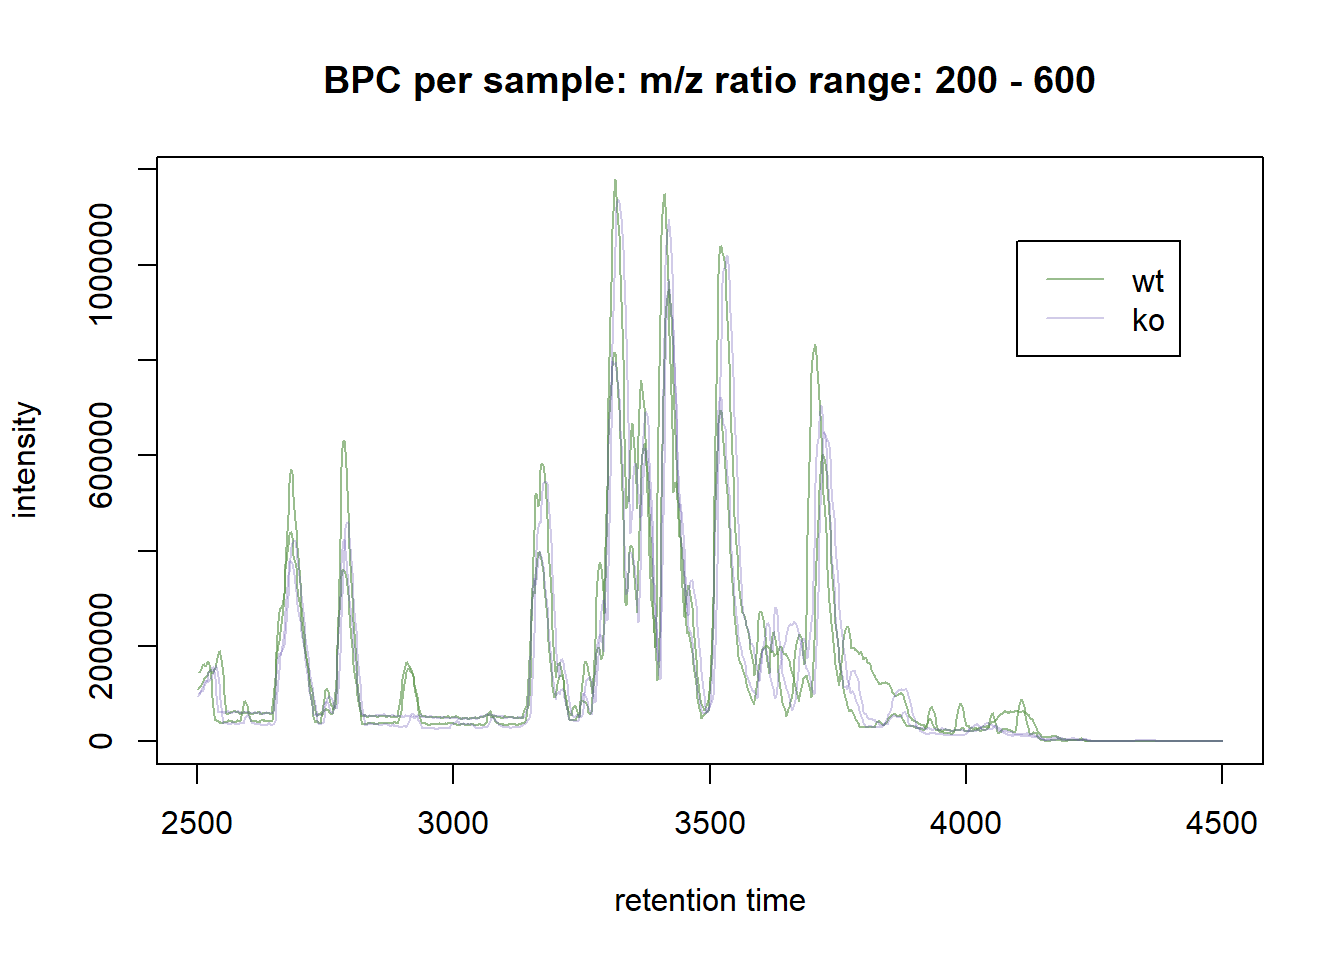 BPC per sample: m/z ratio range: 200 - 600
intensity
1000000
600000
200000
0
wt
ko
2500 3000 3500 4000 4500
retention time